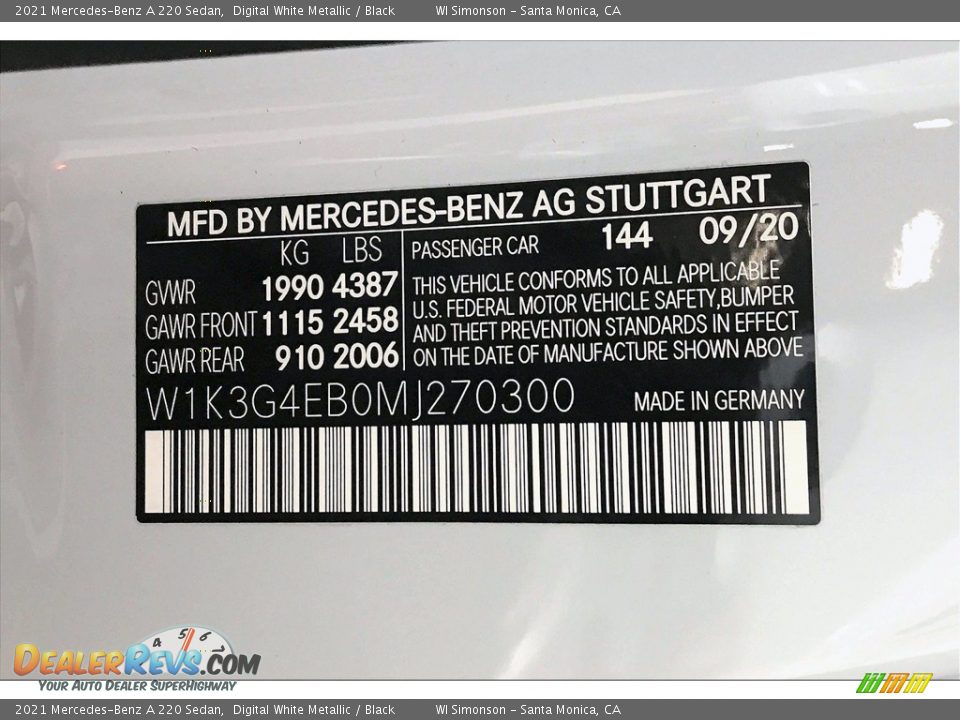 2021 Mercedes-Benz A 220 Sedan, Digital White Metallic / Black WI Simonson - Santa Monica, CA
MFD BY MERCEDES-BENZ AG STUTTGART
KG LBS
GVWR 1990 4387
GAWR FRONT 1115 2458
GAWR REAR 910 2006
PASSENGER CAR 144 09/20
THIS VEHICLE CONFORMS TO ALL APPLICABLE
U.S. FEDERAL MOTOR VEHICLE SAFETY,BUMPER
AND THEFT PREVENTION STANDARDS IN EFFECT
ON THE DATE OF MANUFACTURE SHOWN ABOVE
W1K3G4EB0MJ270300 MADE IN GERMANY
4 5 6
DEALERREVS.COM
YOUR AUTO DEALER SUPERHIGHWAY
2021 Mercedes-Benz A 220 Sedan, Digital White Metallic / Black WI Simonson - Santa Monica, CA